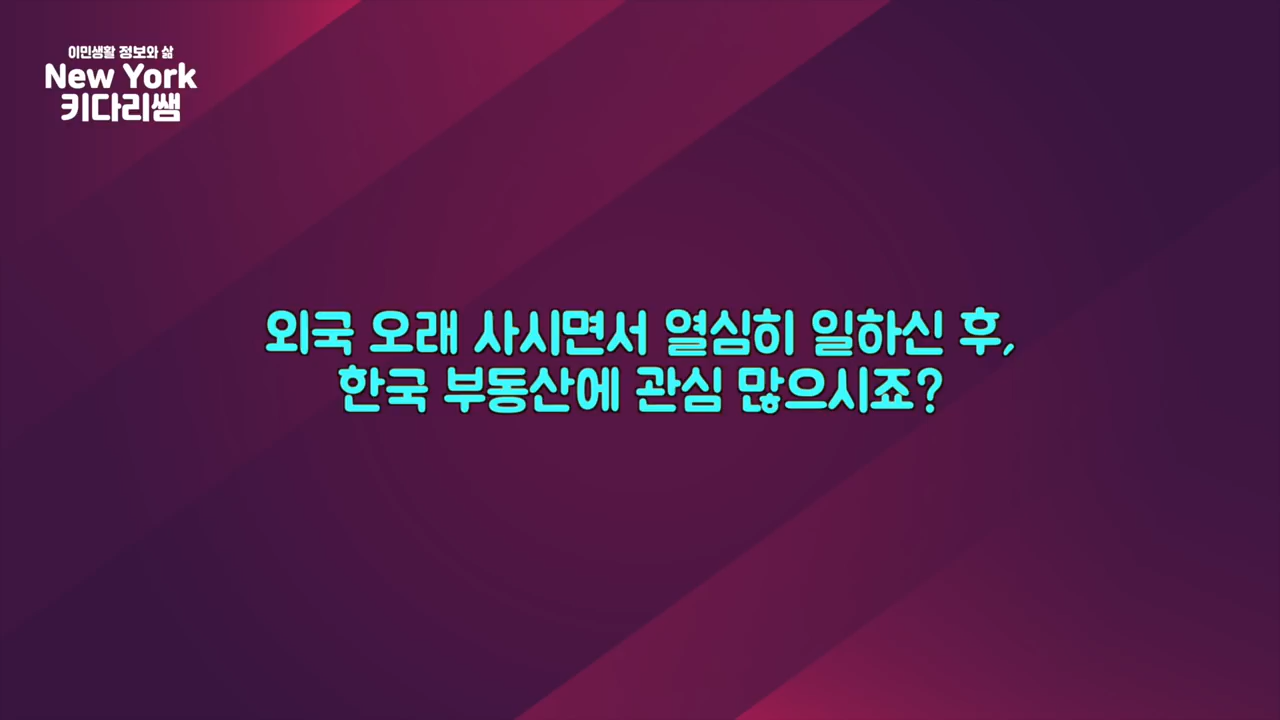 이민생활 정보와 삶
New York
키다리쌤
외국 오래 사시면서 열심히 일하신 후,
한국 부동산에 관심 많으시죠?